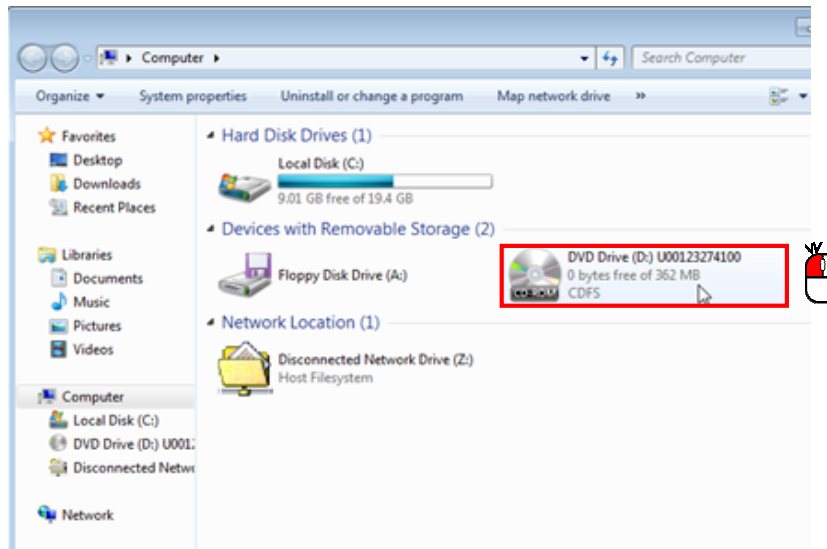 Computer
Search Computer
Organize System properties Uninstall or change a program Map network drive »
Favorites
Desktop
Downloads
Recent Places
Libraries
Documents
Music
Pictures
Videos
Computer
Local Disk (C:)
DVD Drive (D:) U0012
Disconnected Netwo
Network
Hard Disk Drives (1)
Local Disk (C:)
9.01 GB free of 19.4 GB
Devices with Removable Storage (2)
Floppy Disk Drive (A:)
DVD Drive (D:) U00123274100
0 bytes free of 362 MB
CDFS
CD-ROM
Network Location (1)
Disconnected Network Drive (Z:)
Host Filesystem